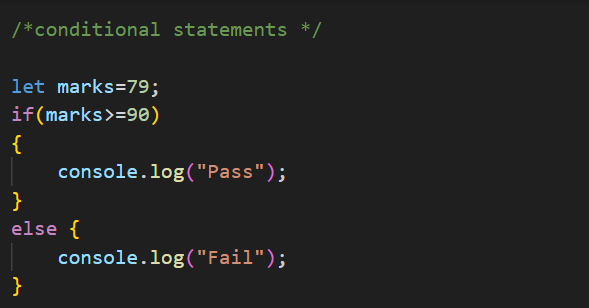 /*conditional statements */
let marks=79;
if(marks>=90)
{
    console.log("Pass");
}
else {
    console.log("Fail");
}